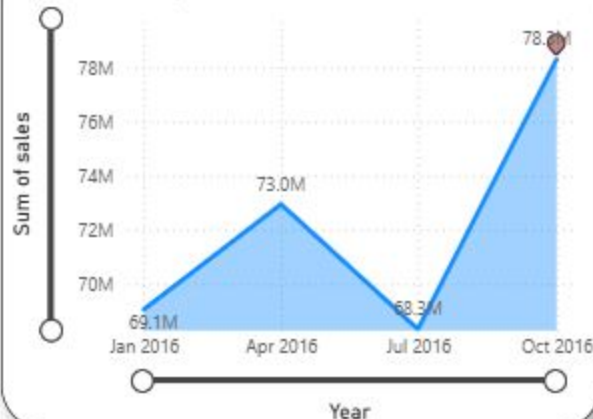 78.3M
78M
76M
74M
73.0M
72M
70M
68.3M
69.1M
Jan 2016 Apr 2016 Jul 2016 Oct 2016
Year
Sum of sales